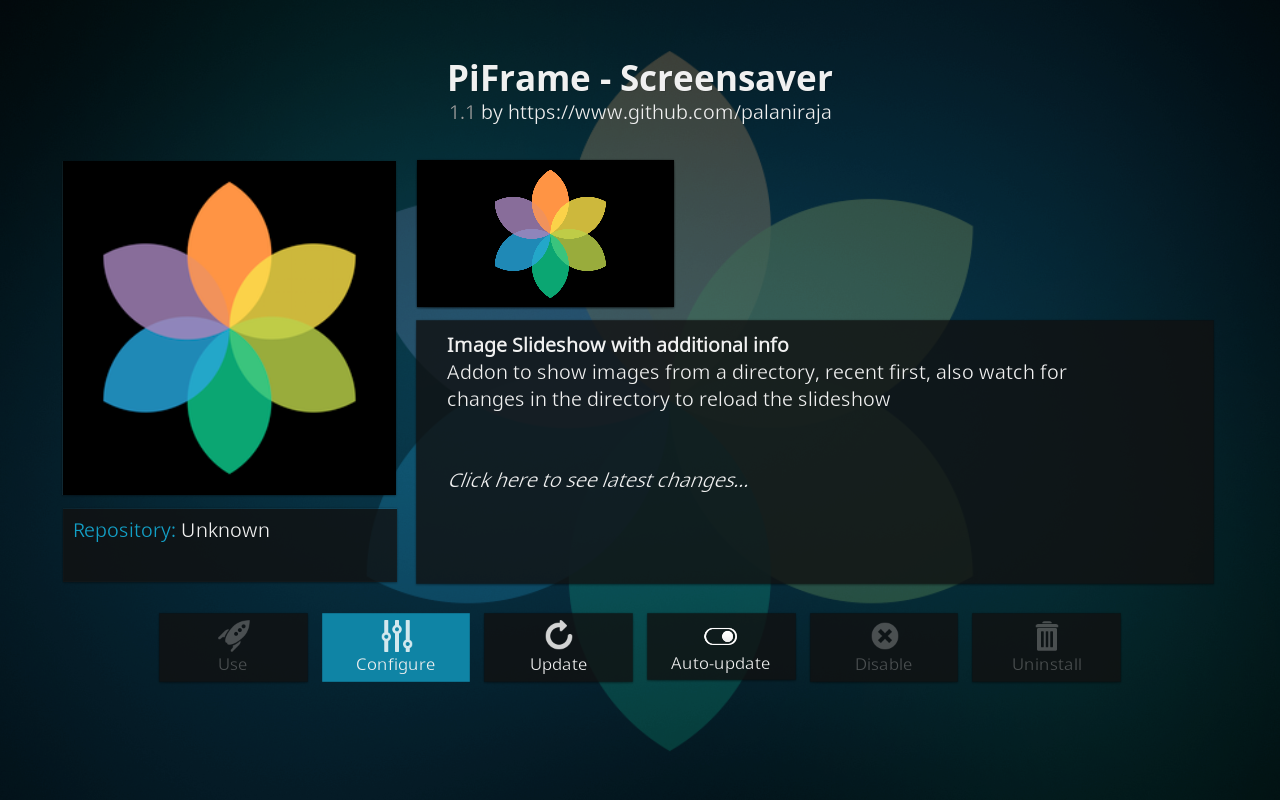 PiFrame - Screensaver
1.1 by https://www.github.com/palaniraja
Image Slideshow with additional info
Addon to show images from a directory, recent first, also watch for
changes in the directory to reload the slideshow
Click here to see latest changes...
Repository: Unknown
Use
Configure
Update
Auto-update
Disable
Uninstall